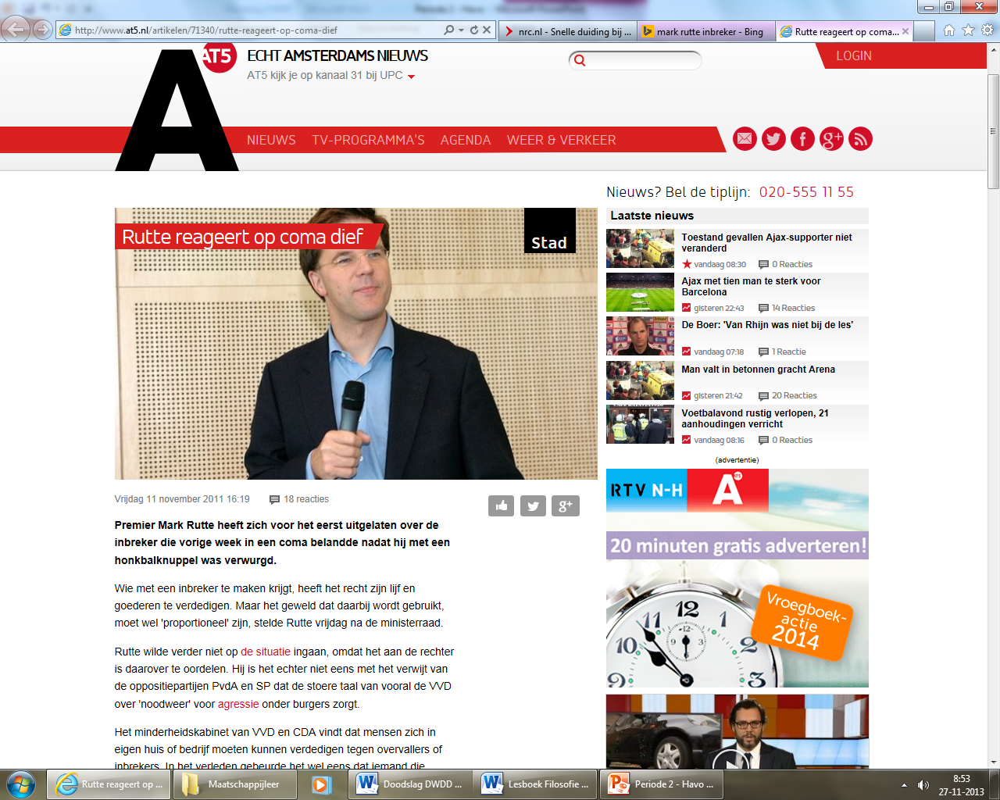 http://www.at5.nl/artikelen/71340/rutte-reageert-op-coma-dief
nrc.nl - Snelle duiding bij ...
mark rutte inbreker - Bing
Rutte reageert op coma...
AT5
ECHT AMSTERDAMS NIEUWS
AT5 kijk je op kanaal 31 bij UPC
LOGIN
A
NIEUWS TV-PROGRAMMA'S AGENDA WEER & VERKEER
Nieuws? Bel de tiplijn: 020-555 11 55
Rutte reageert op coma dief
Stad
Vrijdag 11 november 2011 16:19 18 reacties
Premier Mark Rutte heeft zich voor het eerst uitgelaten over de
inbreker die vorige week in een coma belandde nadat hij met een
honkbalknuppel was verwurgd.
Wie met een inbreker te maken krijgt, heeft het recht zijn lijf en
goederen te verdedigen. Maar het geweld dat daarbij wordt gebruikt,
moet wel 'proportioneel' zijn, stelde Rutte vrijdag na de ministerraad.
Rutte wilde verder niet op de situatie ingaan, omdat het aan de rechter
is daarover te oordelen. Hij is het echter niet eens met het verwijt van
de oppositiepartijen PvdA en SP dat de stoere taal van vooral de VVD
over 'noodweer' voor agressie onder burgers zorgt.
Het minderheidskabinet van VVD en CDA vindt dat mensen zich in
eigen huis of bedrijf moeten kunnen verdedigen tegen overvallers of
inbrekers. In het verleden gebeurde het wel eens dat iemand die
Laatste nieuws
Toestand gevallen Ajax-supporter niet
veranderd
vandaag 08:30 0 Reacties
Ajax met tien man te sterk voor
Barcelona
gisteren 22:43 14 Reacties
De Boer: 'Van Rhijn was niet bij de les'
vandaag 07:18 1 Reactie
Man valt in betonnen gracht Arena
gisteren 21:42 20 Reacties
Voetbalavond rustig verlopen, 21
aanhoudingen verricht
vandaag 08:16 0 Reacties
(advertentie)
RTV N-H A AT5
20 minuten gratis adverteren!
Vroegboek-
actie
2014
11 12 1
10 2
9 3
8
Rutte reageert op ...
Maatschappijleer
Doodslag DWDD ...
Lesboek Filosofie ...
Periode 2 - Havo ...
8:53
27-11-2013